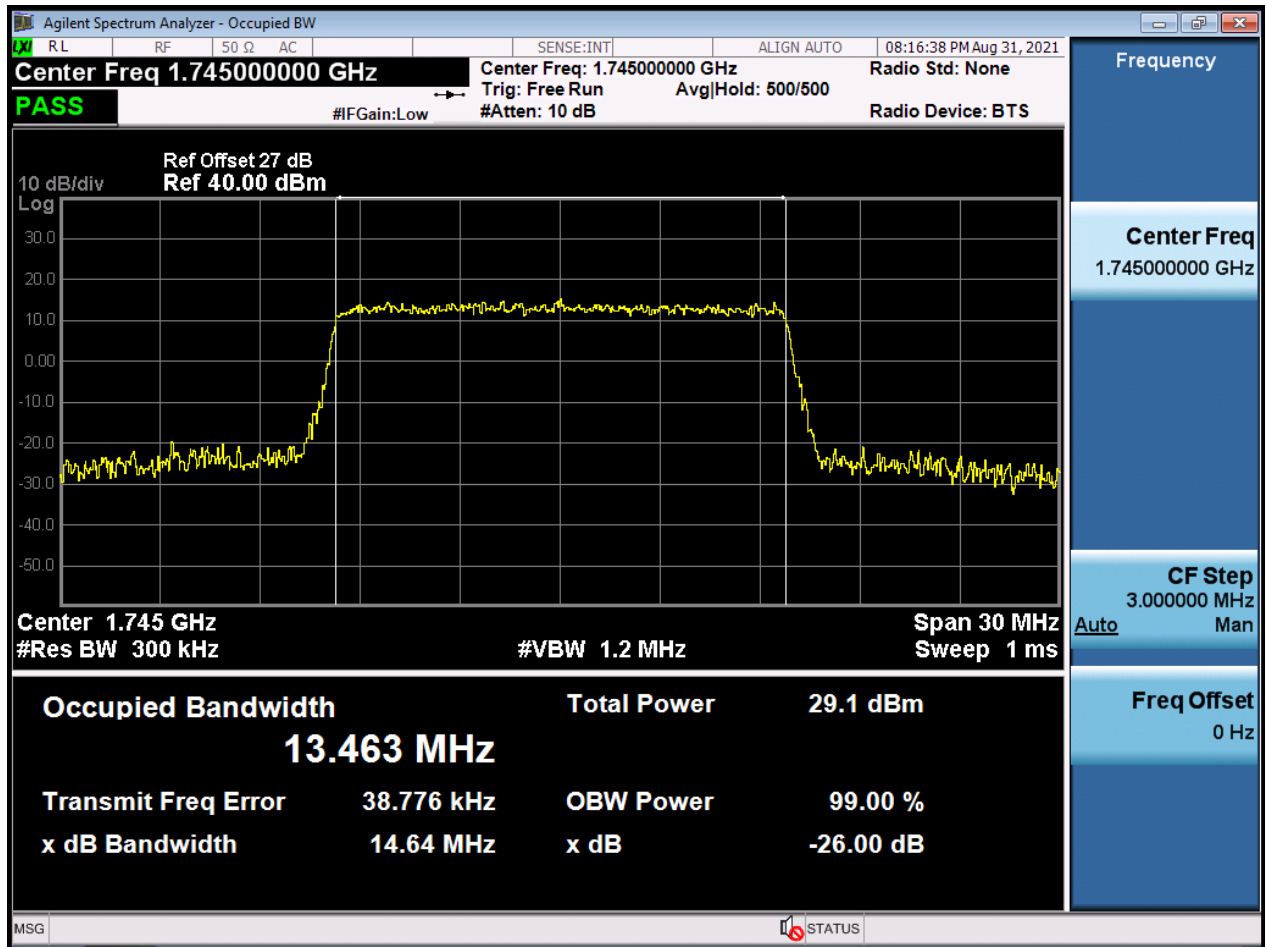 Agilent Spectrum Analyzer - Occupied BW
LXI RL RF 50 Ω AC SENSE:INT ALIGN AUTO 08:16:38 PM Aug 31, 2021
Center Freq 1.745000000 GHz
Center Freq: 1.745000000 GHz Radio Std: None
Trig: Free Run Avg|Hold: 500/500
PASS #IFGain:Low #Atten: 10 dB Radio Device: BTS
Ref Offset 27 dB
10 dB/div Ref 40.00 dBm
Log
30.0
20.0
10.0
0.00
-10.0
-20.0
-30.0
-40.0
-50.0
Center 1.745 GHz Span 30 MHz
#Res BW 300 kHz #VBW 1.2 MHz Sweep 1 ms
Occupied Bandwidth Total Power 29.1 dBm
13.463 MHz
Transmit Freq Error 38.776 kHz OBW Power 99.00 %
x dB Bandwidth 14.64 MHz x dB -26.00 dB
MSG STATUS
Frequency
Center Freq
1.745000000 GHz
CF Step
3.000000 MHz
Auto Man
Freq Offset
0 Hz